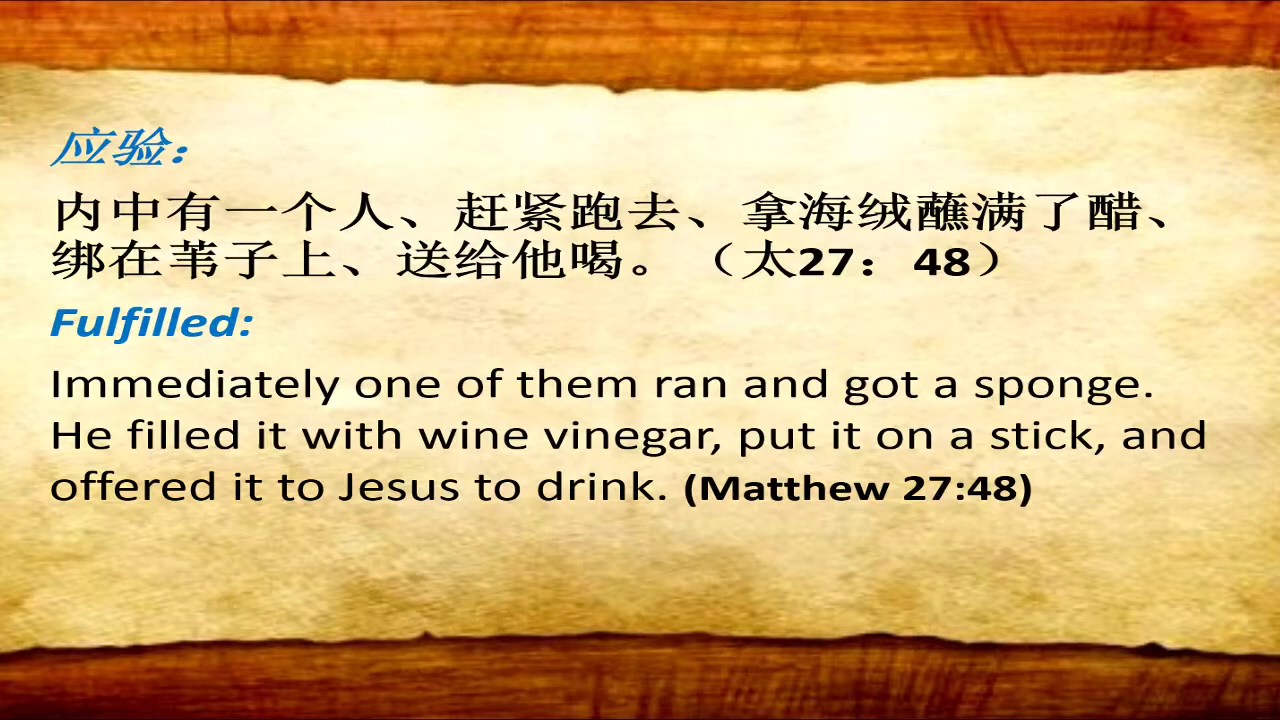 应验：
内中有一个人、赶紧跑去、拿海绒蘸满了醋、
绑在苇子上、送给他喝。（太27：48）
Fulfilled:
Immediately one of them ran and got a sponge.
He filled it with wine vinegar, put it on a stick, and
offered it to Jesus to drink. (Matthew 27:48)